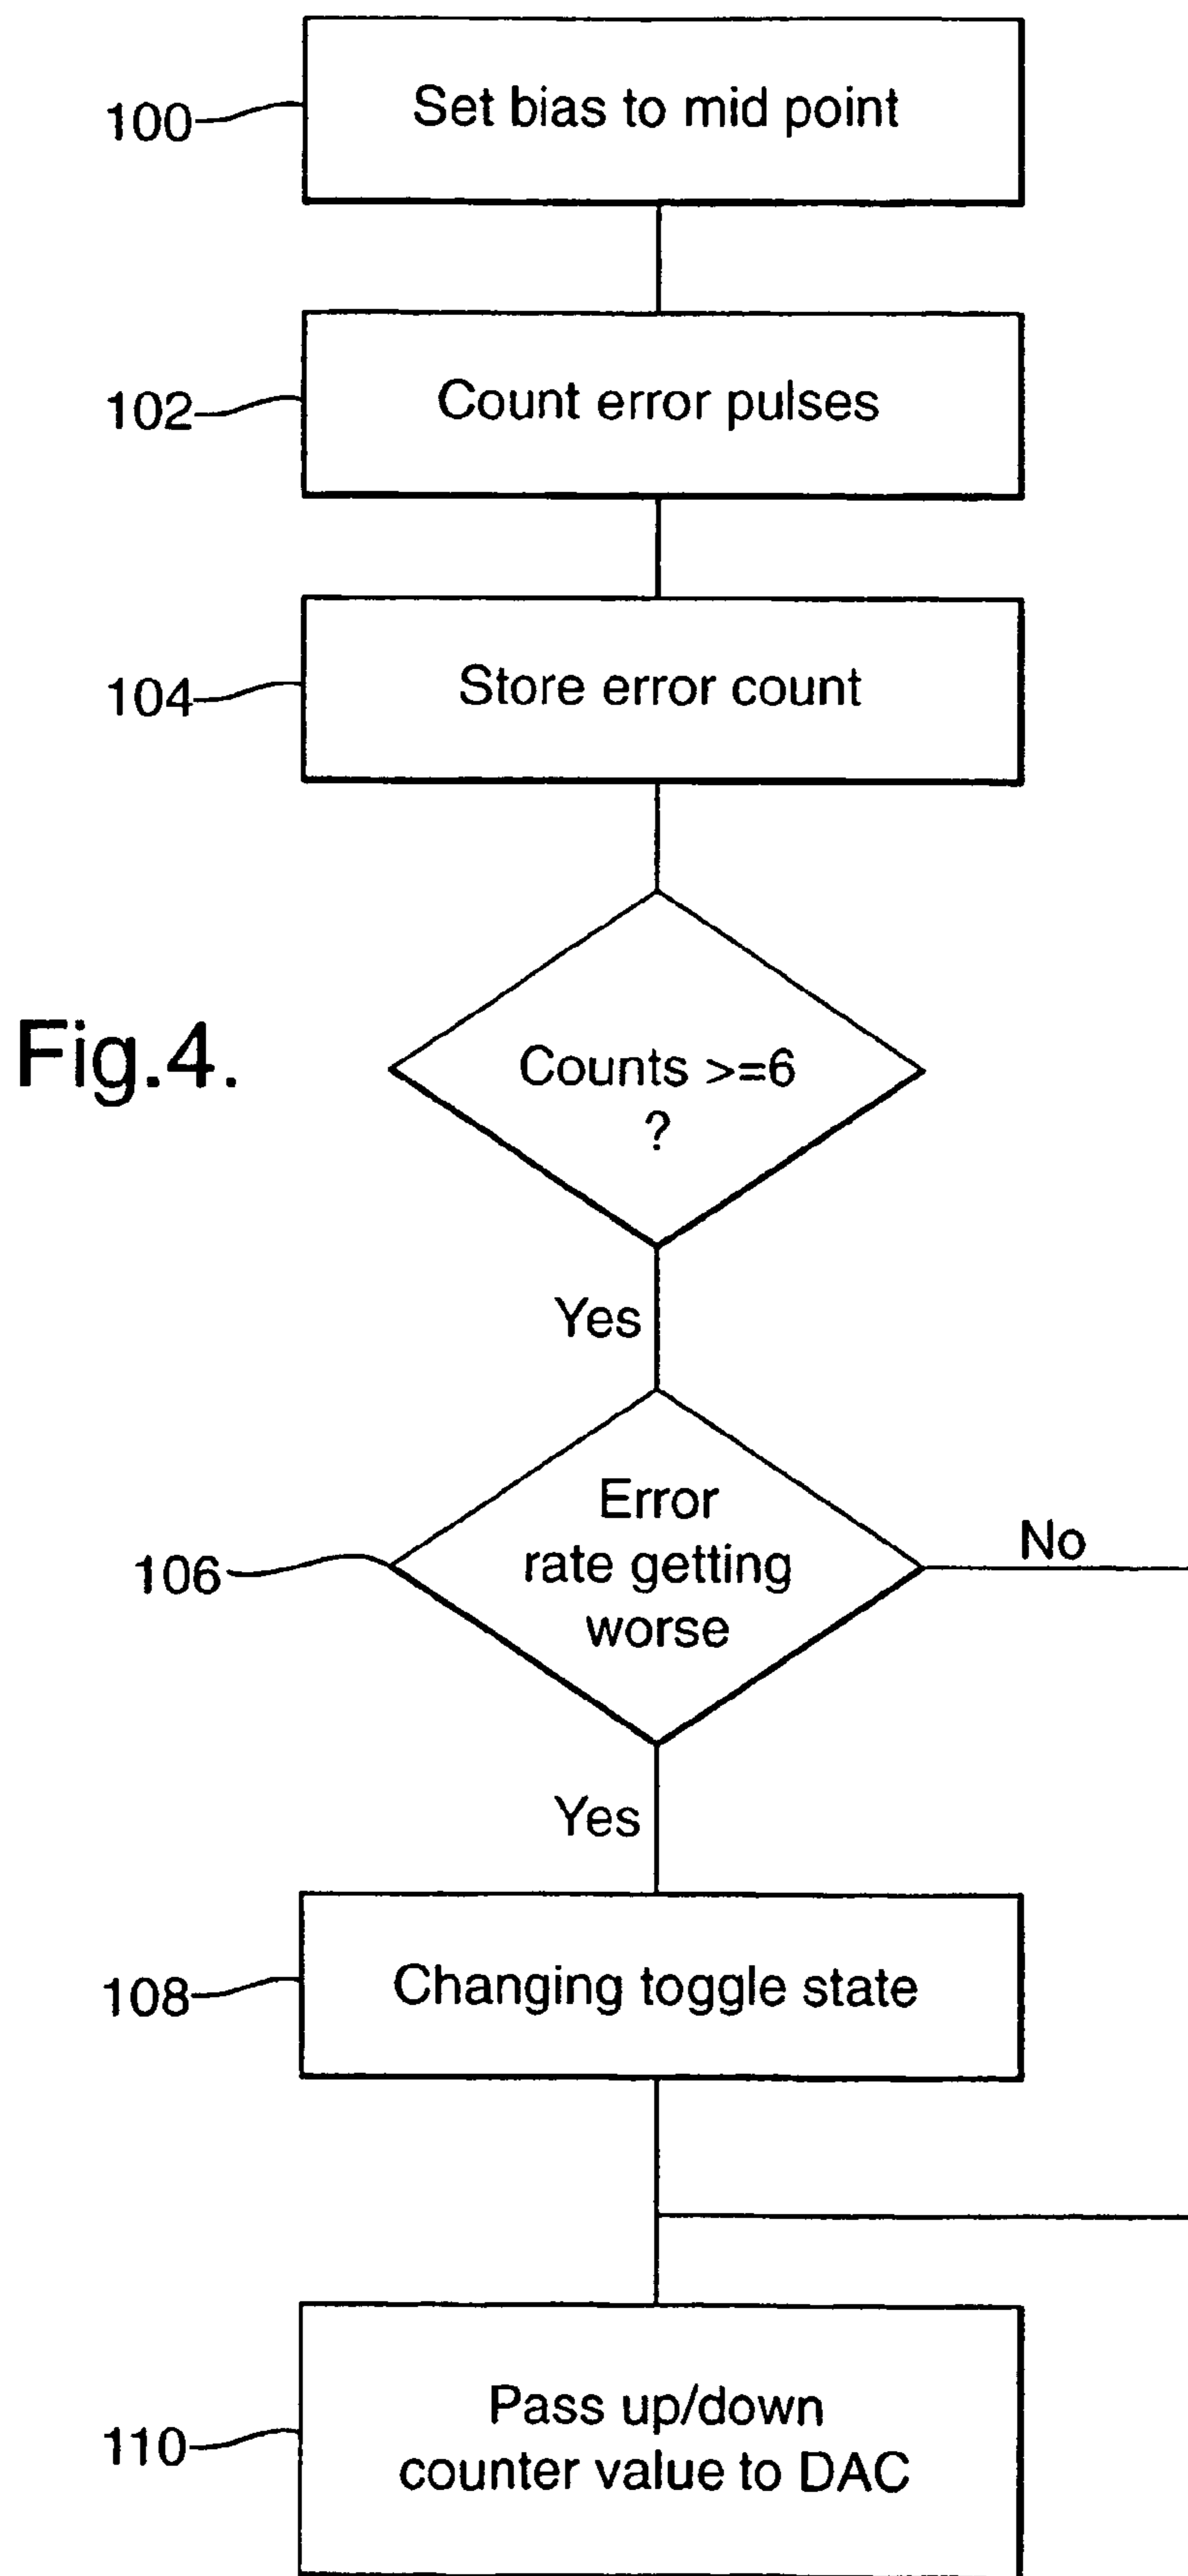 100
Set bias to mid point
102
Count error pulses
104
Store error count
Fig.4.
Counts >=6
?
Yes
106
Error
rate getting
worse
No
Yes
108
Changing toggle state
110
Pass up/down
counter value to DAC